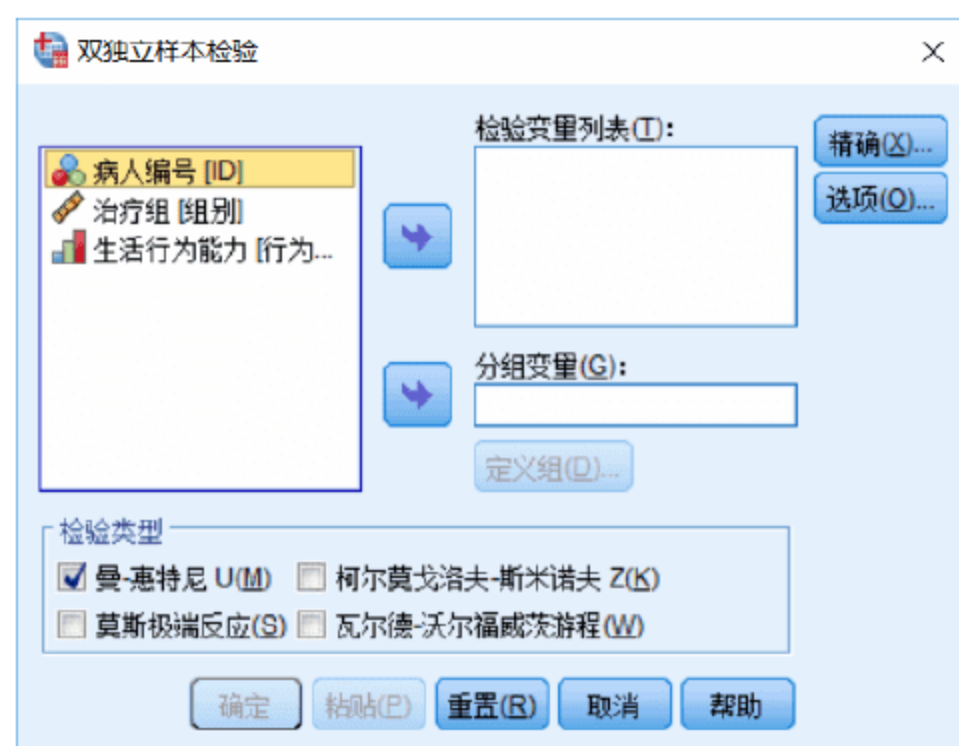 双独立样本检验
检验变量列表(T):
精确(X)...
病人编号 [ID]
治疗组 [组别]
生活行为能力 [行为...
选项(O)...
分组变量(G):
定义组(D)...
检验类型
曼-惠特尼 U(M) 柯尔莫戈洛夫-斯米诺夫 Z(K)
莫斯极端反应(S) 瓦尔德-沃尔福威茨游程(W)
确定 粘贴(P) 重置(R) 取消 帮助